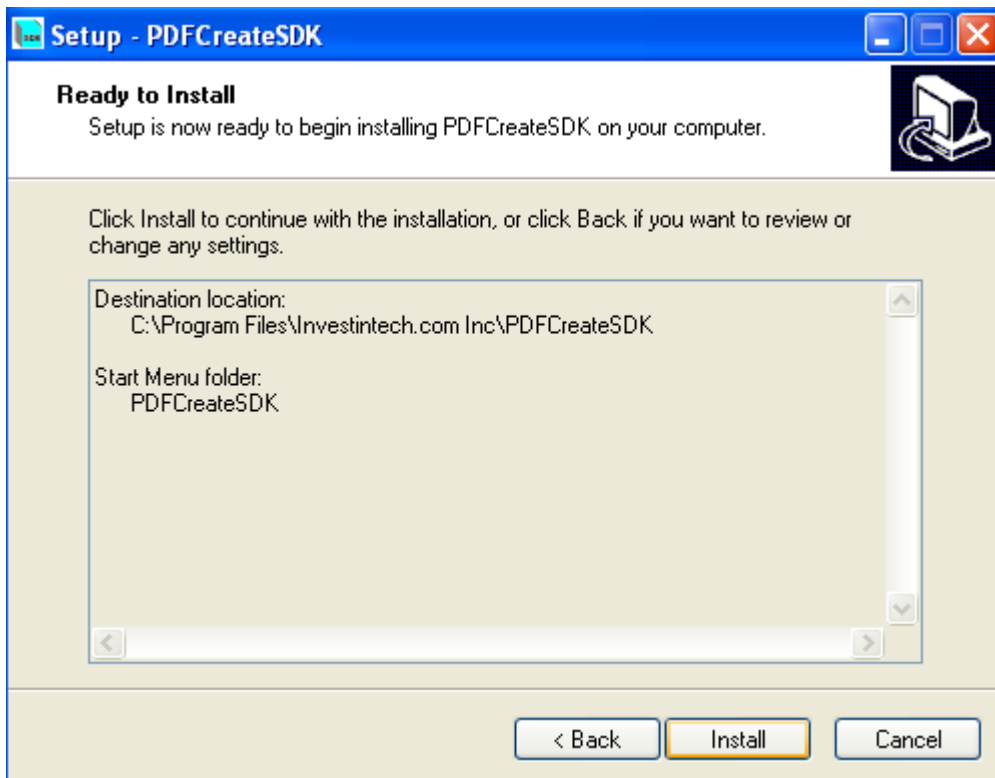 Setup - PDFCreateSDK
Ready to Install
Setup is now ready to begin installing PDFCreateSDK on your computer.
Click Install to continue with the installation, or click Back if you want to review or
change any settings.
Destination location:
C:\Program Files\Investintech.com Inc\PDFCreateSDK
Start Menu folder:
PDFCreateSDK
< Back Install Cancel